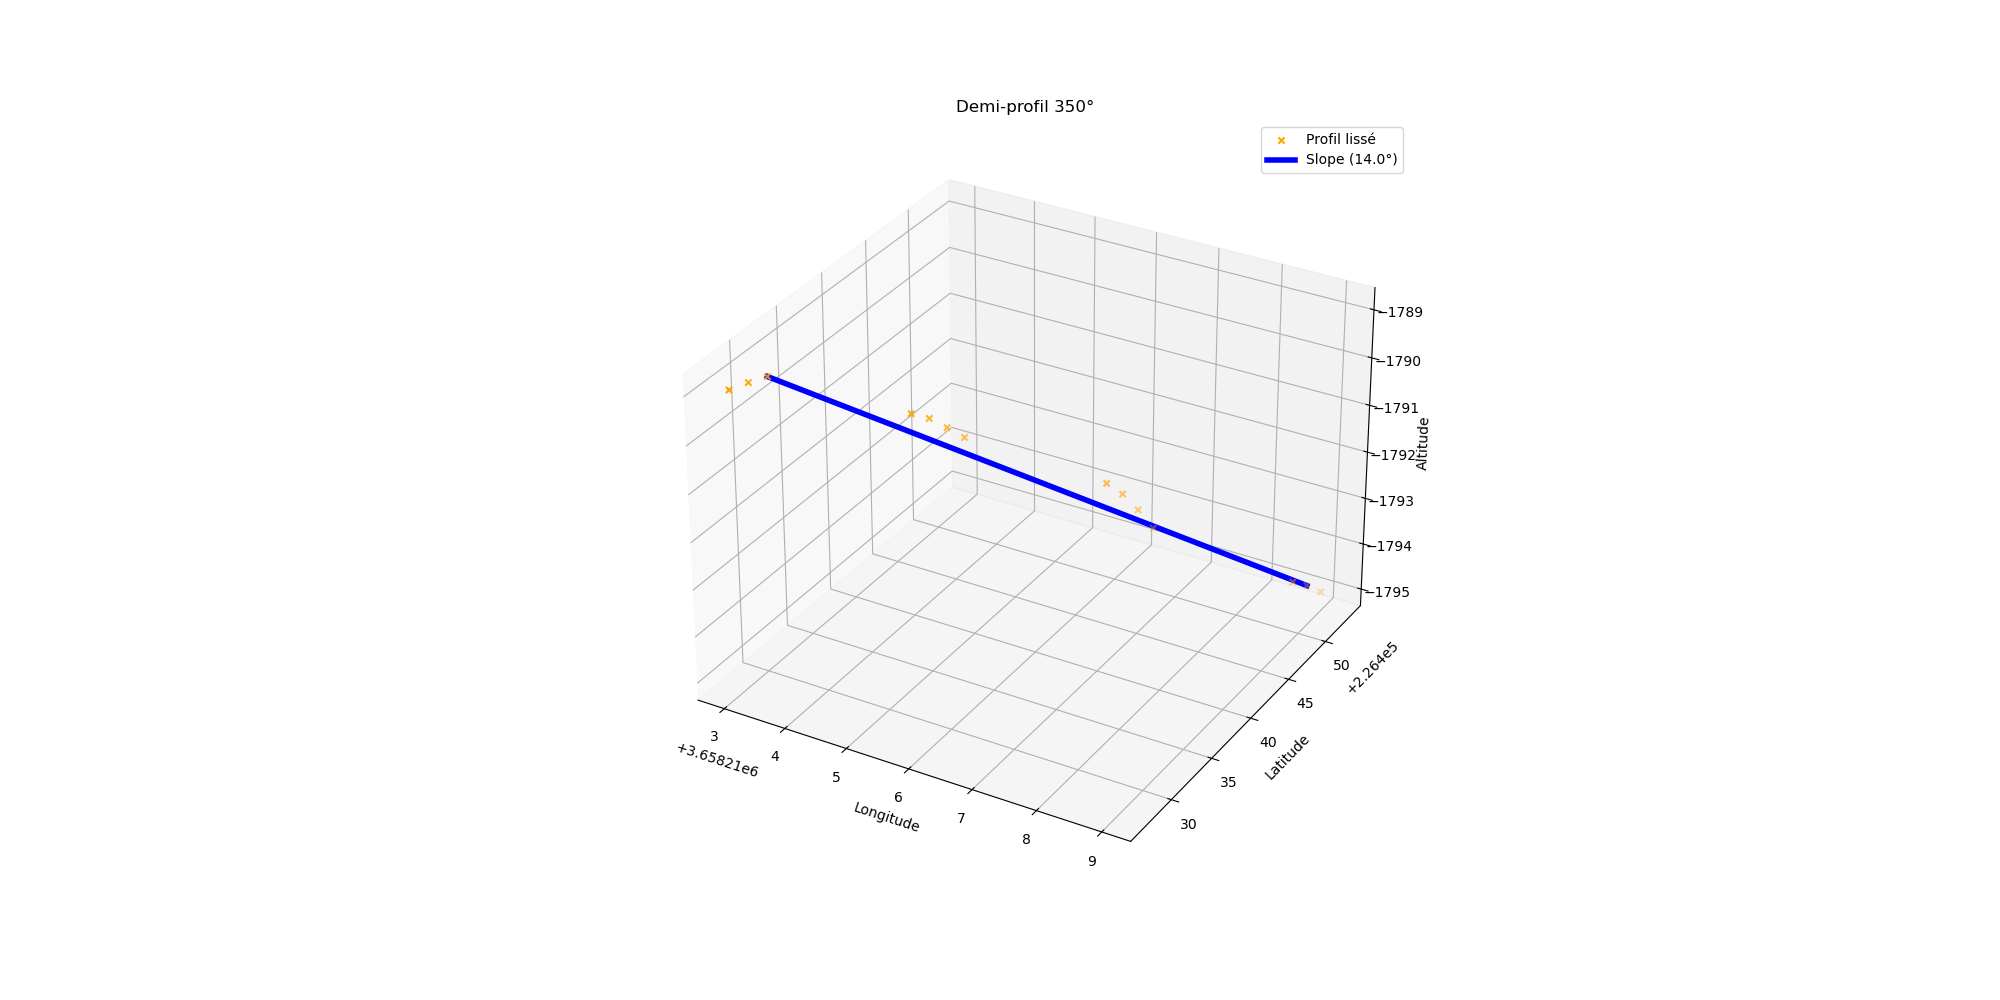 Demi-profil 350°
Profil lissé
Slope (14.0°)
−1789
−1790
−1791
−1792
−1793
−1794
−1795
Altitude
50
45
40
35
30
+2.264e5
Latitude
3
4
5
6
7
8
9
+3.65821e6
Longitude